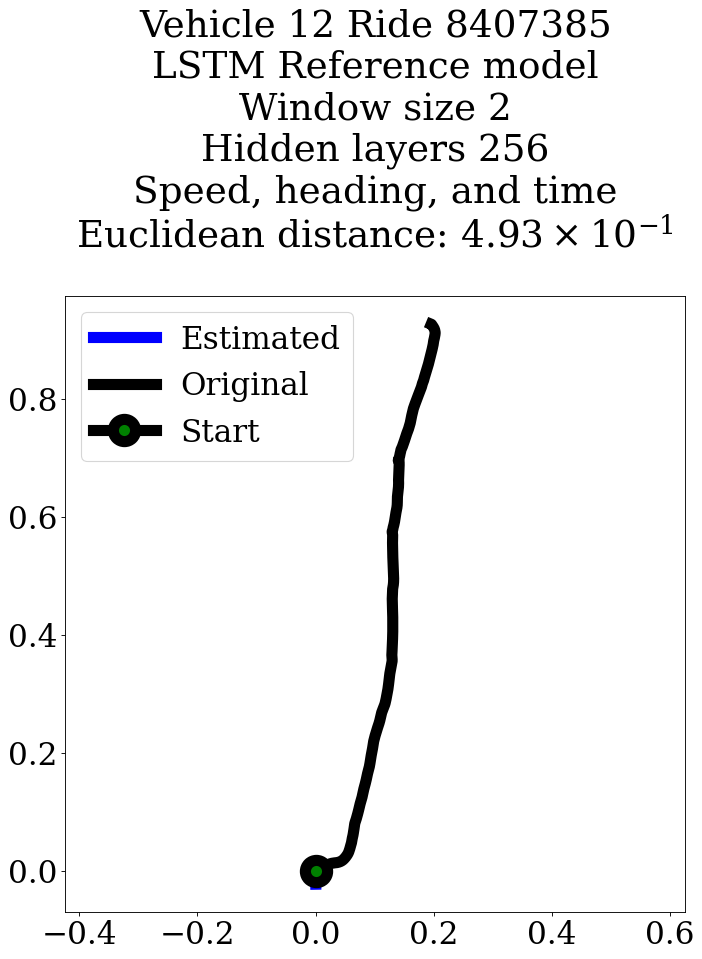 Vehicle 12 Ride 8407385
LSTM Reference model
Window size 2
Hidden layers 256
Speed, heading, and time
Euclidean distance: 4.93 × 10⁻¹
Estimated
Original
Start
0.8
0.6
0.4
0.2
0.0
−0.4 −0.2 0.0 0.2 0.4 0.6